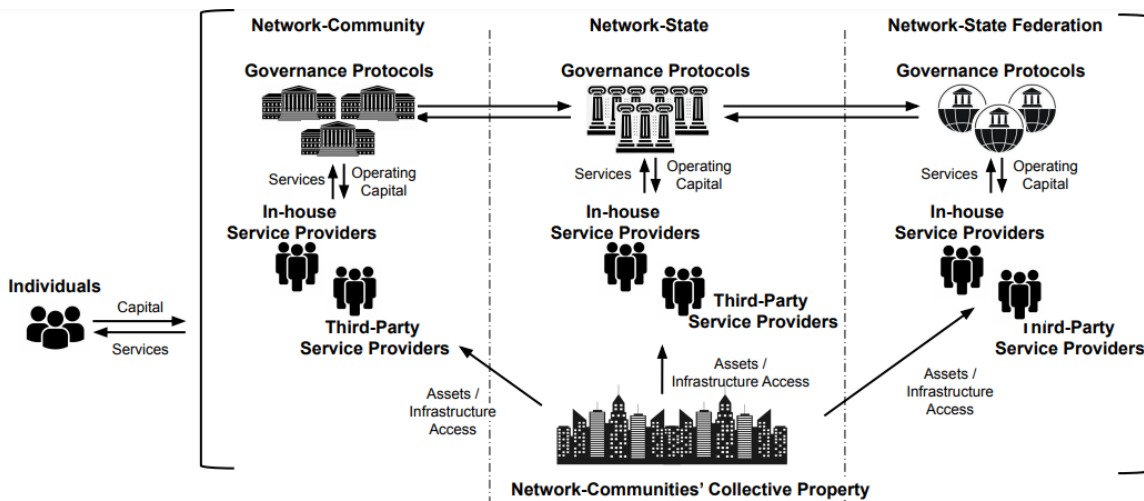 Network-Community
Network-State
Network-State Federation
Governance Protocols
Governance Protocols
Governance Protocols
Services
Operating
Capital
Services
Operating
Capital
Services
Operating
Capital
In-house
Service Providers
In-house
Service Providers
In-house
Service Providers
Individuals
Capital
Services
Third-Party
Service Providers
Third-Party
Service Providers
Third-Party
Service Providers
Assets /
Infrastructure
Access
Assets /
Infrastructure Access
Assets /
Infrastructure
Access
Network-Communities' Collective Property